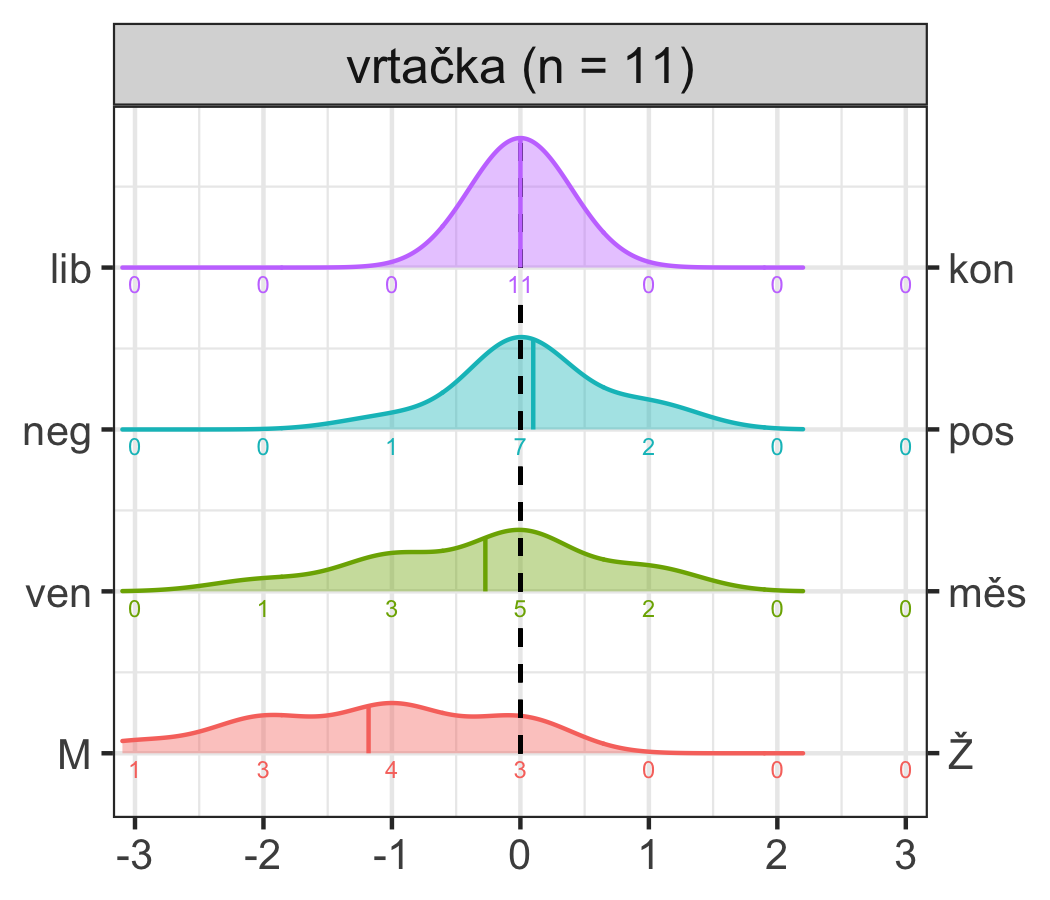 vrtačka (n = 11)
lib kon
0 0 0 11 0 0 0
neg pos
0 0 1 7 2 0 0
ven měs
0 1 3 5 2 0 0
M Ž
1 3 4 3 0 0 0
-3 -2 -1 0 1 2 3